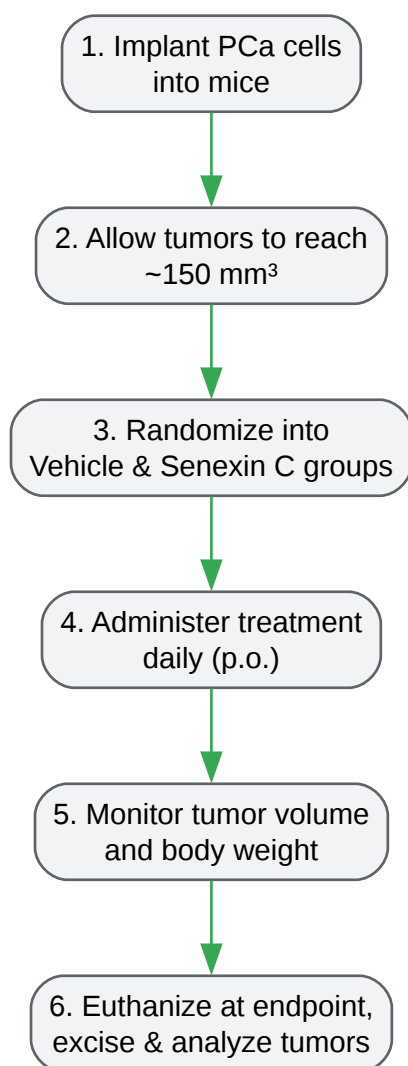 1. Implant PCa cells
into mice
2. Allow tumors to reach
~150 mm³
3. Randomize into
Vehicle & Senexin C groups
4. Administer treatment
daily (p.o.)
5. Monitor tumor volume
and body weight
6. Euthanize at endpoint,
excise & analyze tumors